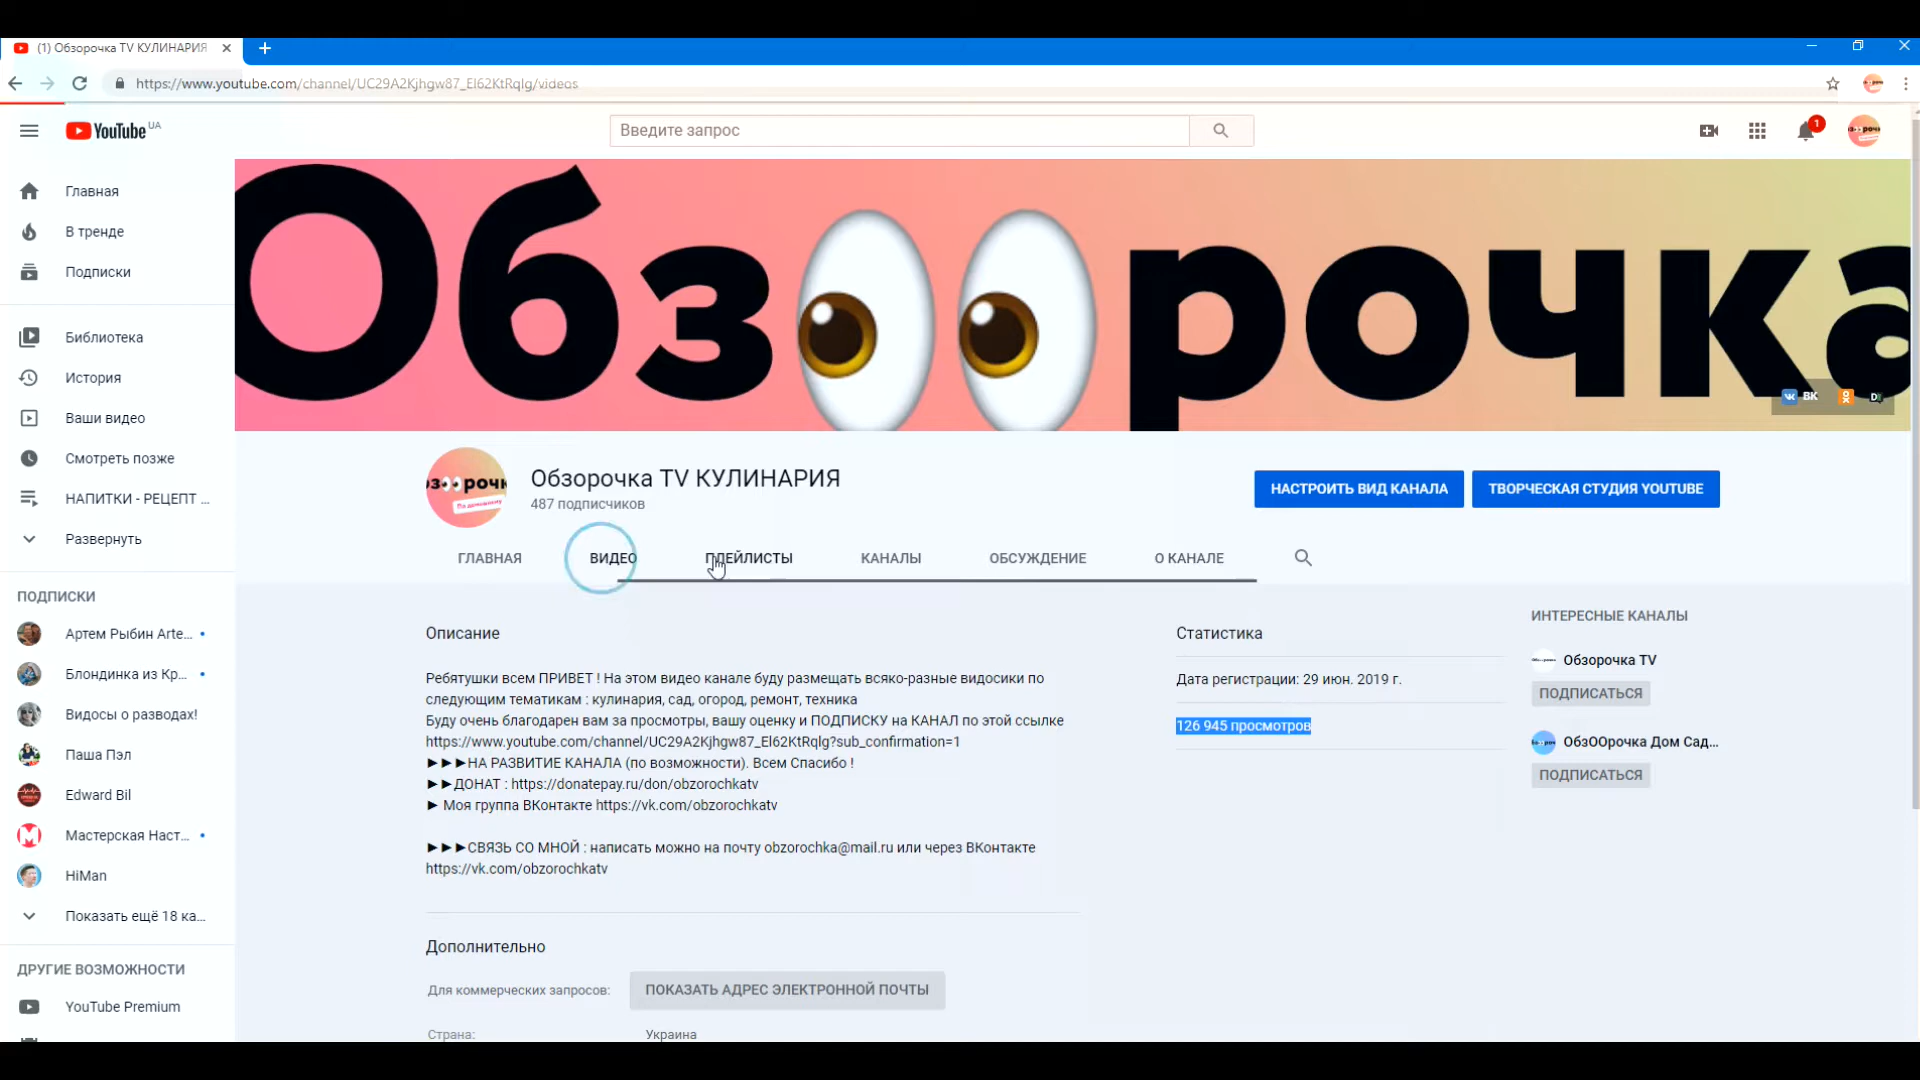 (1) Обзорочка TV КУЛИНАРИЯ
https://www.youtube.com/channel/UC29A2Kjhgw87_El62KtRqlg/videos
YouTube UA
Введите запрос
1
Главная
В тренде
Подписки
Библиотека
История
Ваши видео
Смотреть позже
НАПИТКИ - РЕЦЕПТ ...
Развернуть
ПОДПИСКИ
Артем Рыбин Arte...
Блондинка из Кр...
Видосы о разводах!
Паша Пэл
Edward Bil
Мастерская Наст...
HiMan
Показать ещё 18 ка...
ДРУГИЕ ВОЗМОЖНОСТИ
YouTube Premium
Обз👀рочка
ВК
Обзорочка TV КУЛИНАРИЯ
487 подписчиков
НАСТРОИТЬ ВИД КАНАЛА
ТВОРЧЕСКАЯ СТУДИЯ YOUTUBE
ГЛАВНАЯ
ВИДЕО
ПЛЕЙЛИСТЫ
КАНАЛЫ
ОБСУЖДЕНИЕ
О КАНАЛЕ
Описание
Ребятушки всем ПРИВЕТ ! На этом видео канале буду размещать всяко-разные видосики по
следующим тематикам : кулинария, сад, огород, ремонт, техника
Буду очень благодарен вам за просмотры, вашу оценку и ПОДПИСКУ на КАНАЛ по этой ссылке
https://www.youtube.com/channel/UC29A2Kjhgw87_El62KtRqlg?sub_confirmation=1
►►►НА РАЗВИТИЕ КАНАЛА (по возможности). Всем Спасибо !
►►ДОНАТ : https://donatepay.ru/don/obzorochkatv
► Моя группа ВКонтакте https://vk.com/obzorochkatv
►►►СВЯЗЬ СО МНОЙ : написать можно на почту obzorochka@mail.ru или через ВКонтакте
https://vk.com/obzorochkatv
Дополнительно
Для коммерческих запросов:
ПОКАЗАТЬ АДРЕС ЭЛЕКТРОННОЙ ПОЧТЫ
Страна:
Украина
Статистика
Дата регистрации: 29 июн. 2019 г.
126 945 просмотров
ИНТЕРЕСНЫЕ КАНАЛЫ
Обзорочка TV
ПОДПИСАТЬСЯ
ОбзООрочка Дом Сад...
ПОДПИСАТЬСЯ